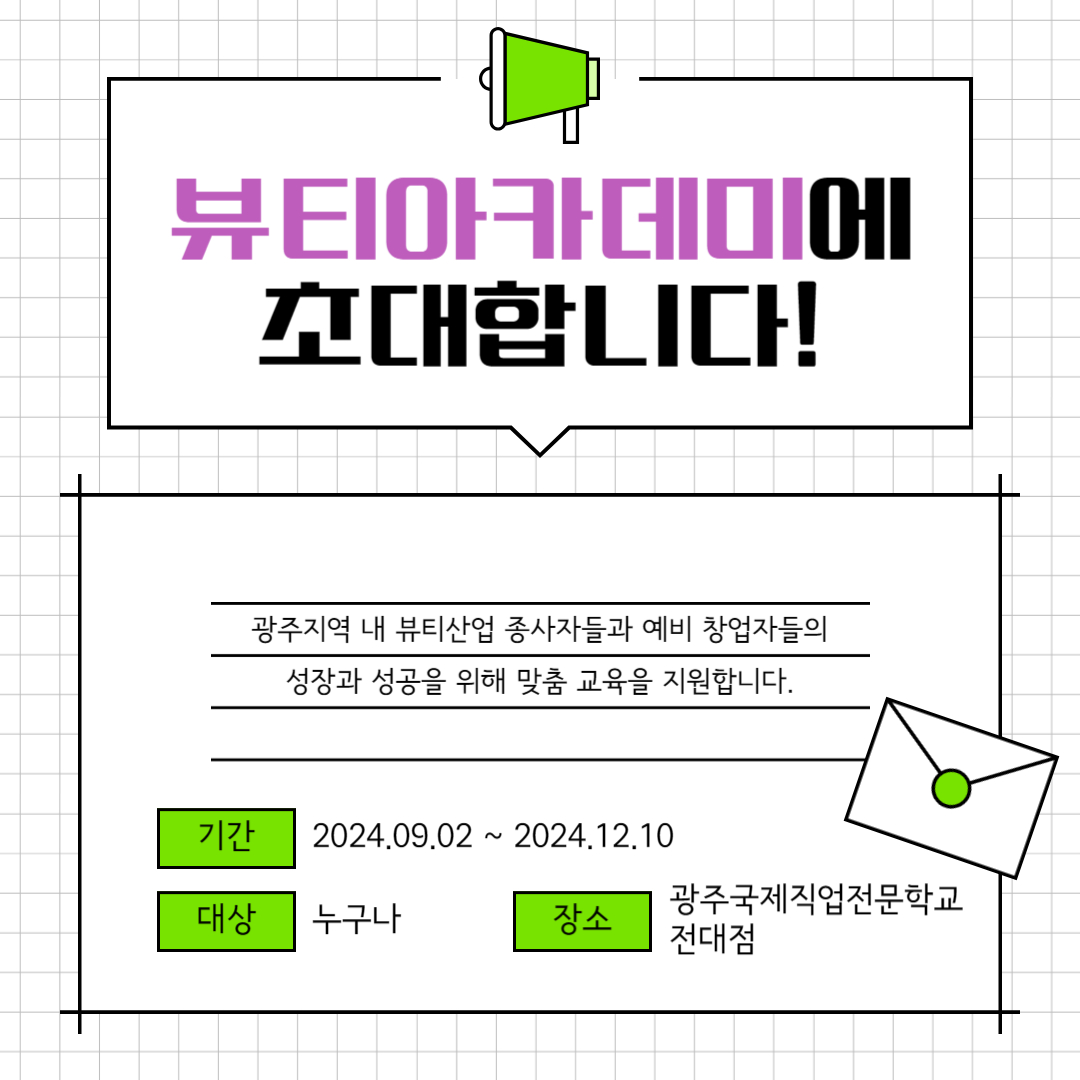 뷰티아카데미에
초대합니다!
광주지역 내 뷰티산업 종사자들과 예비 창업자들의
성장과 성공을 위해 맞춤 교육을 지원합니다.
기간 2024.09.02 ~ 2024.12.10
대상 누구나
장소 광주국제직업전문학교
전대점